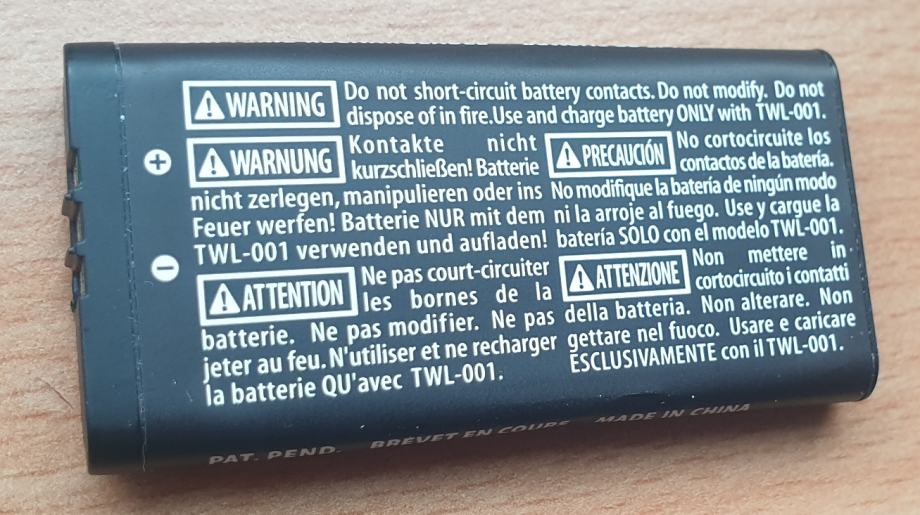 WARNING Do not short-circuit battery contacts. Do not modify. Do not
dispose of in fire.Use and charge battery ONLY with TWL-001.
WARNUNG Kontakte nicht
kurzschließen! Batterie
nicht zerlegen, manipulieren oder ins
Feuer werfen! Batterie NUR mit dem
TWL-001 verwenden und aufladen!
PRECAUCIÓN No cortocircuite los
contactos de la batería.
No modifique la batería de ningún modo
ni la arroje al fuego. Use y cargue la
batería SOLO con el modelo TWL-001.
ATTENTION Ne pas court-circuiter
les bornes de la
batterie. Ne pas modifier. Ne pas
jeter au feu. N'utiliser et ne recharger
la batterie QU'avec TWL-001.
ATTENZIONE Non mettere in
cortocircuito i contatti
della batteria. Non alterare. Non
gettare nel fuoco. Usare e caricare
ESCLUSIVAMENTE con il TWL-001.
+
−
PAT. PEND. BREVET EN COURS MADE IN CHINA